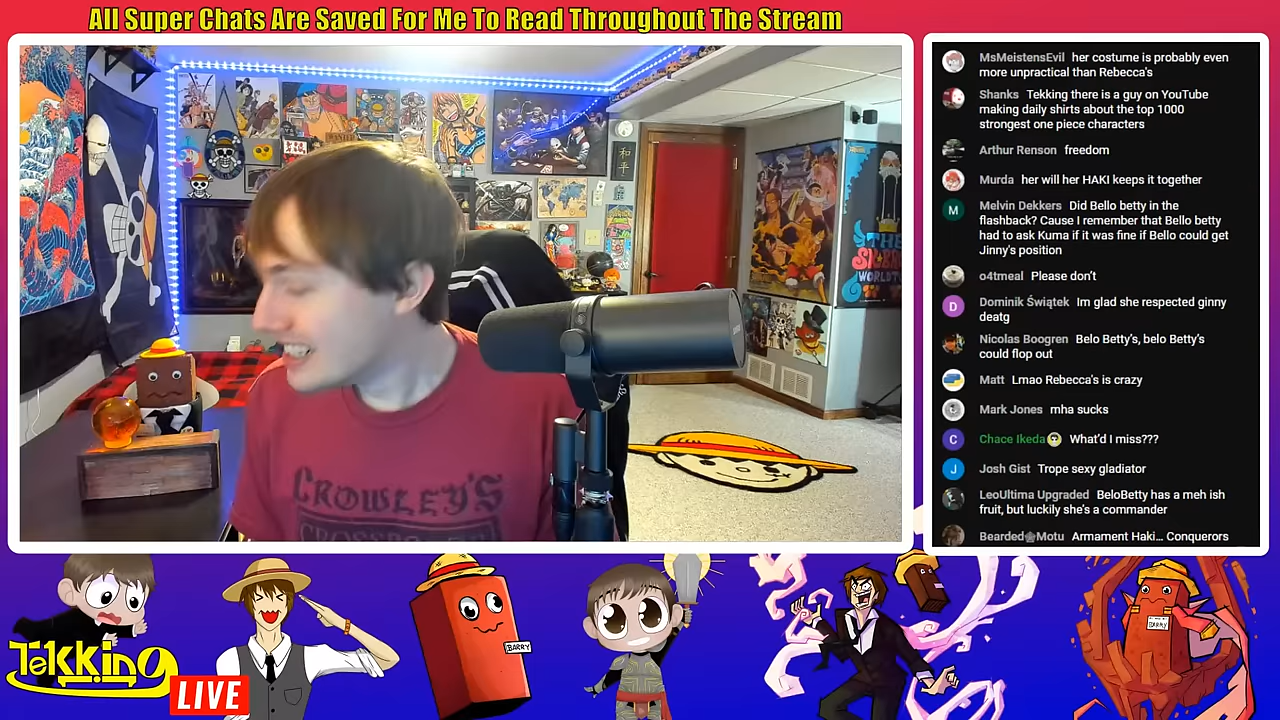 All Super Chats Are Saved For Me To Read Throughout The Stream
MsMeistensEvil her costume is probably even
more unpractical than Rebecca's
Shanks Tekking there is a guy on YouTube
making daily shirts about the top 1000
strongest one piece characters
Arthur Renson freedom
Murda her will her HAKI keeps it together
M Melvin Dekkers Did Bello betty in the
flashback? Cause I remember that Bello betty
had to ask Kuma if it was fine if Bello could get
Jinny's position
o4tmeal Please don't
D Dominik Świątek Im glad she respected ginny
deatg
Nicolas Boogren Belo Betty's, belo Betty's
could flop out
Matt Lmao Rebecca's is crazy
Mark Jones mha sucks
C Chace Ikeda What'd I miss???
J Josh Gist Trope sexy gladiator
LeoUltima Upgraded BeloBetty has a meh ish
fruit, but luckily she's a commander
Bearded Motu Armament Haki... Conquerors
WANTED
和
平
THE
WORLD
CROWLEY'S
TEKKING
LIVE
BARRY
BARRY